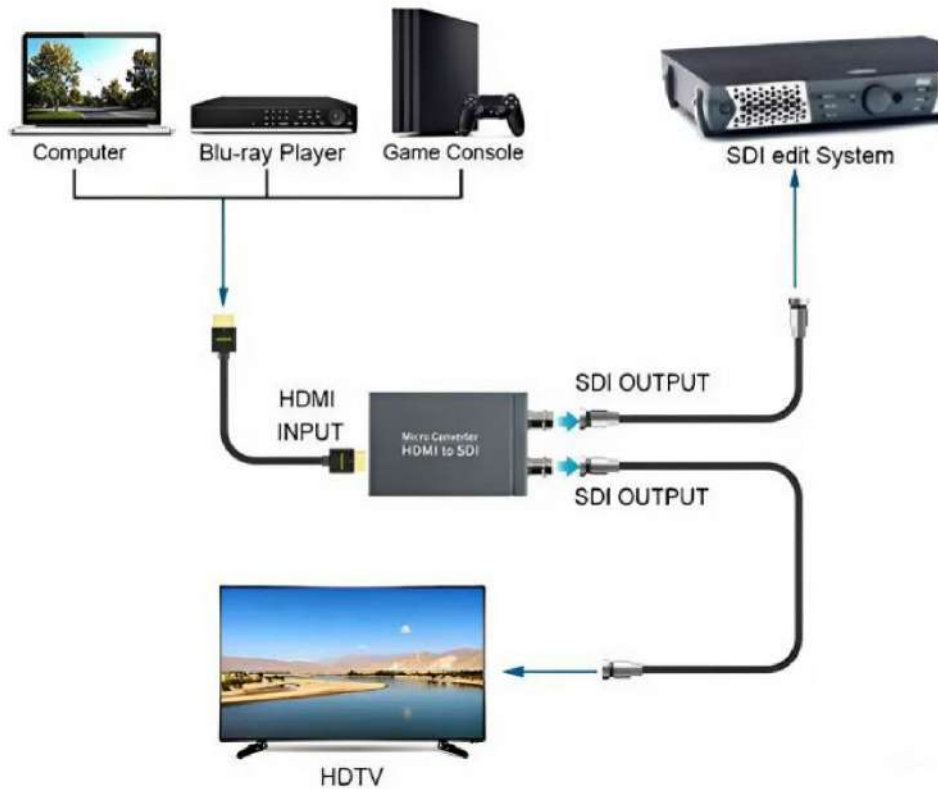 Computer
Blu-ray Player
Game Console
SDI edit System
HDMI
INPUT
SDI OUTPUT
Micro Converter
HDMI to SDI
SDI OUTPUT
HDTV